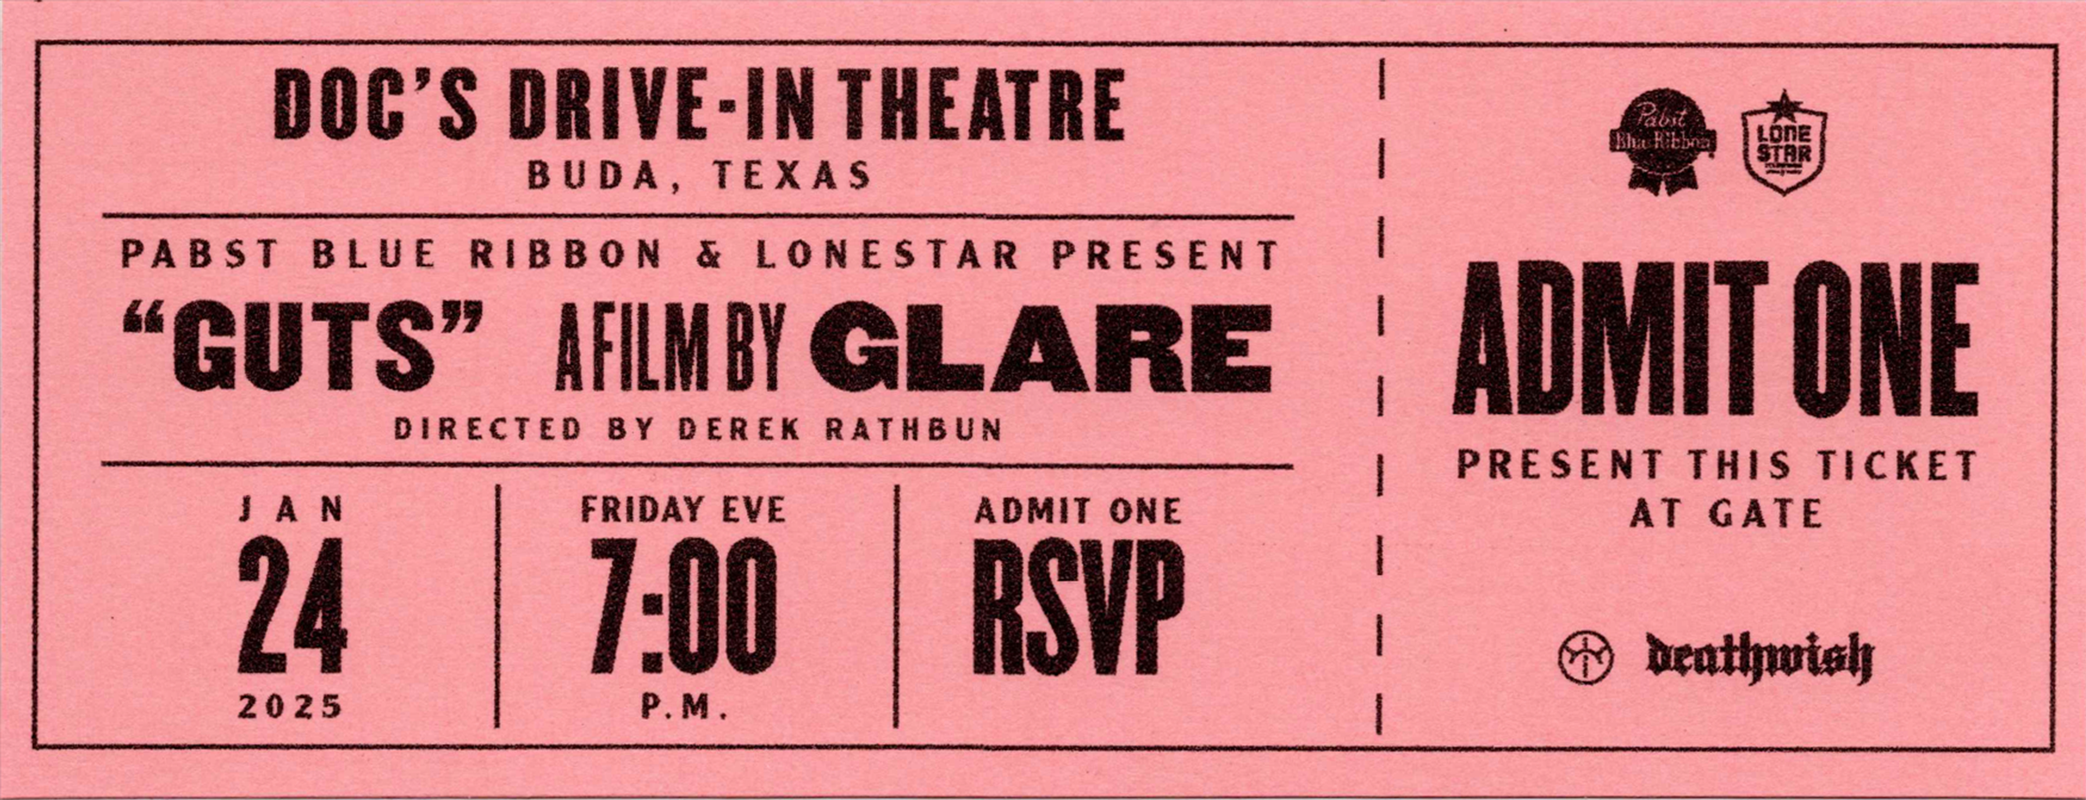 DOC'S DRIVE-IN THEATRE
BUDA, TEXAS
PABST BLUE RIBBON & LONESTAR PRESENT
“GUTS” A FILM BY GLARE
DIRECTED BY DEREK RATHBUN
JAN
24
2025
FRIDAY EVE
7:00
P.M.
ADMIT ONE
RSVP
Pabst
Blue Ribbon
LONE
STAR
ADMIT ONE
PRESENT THIS TICKET
AT GATE
deathwish